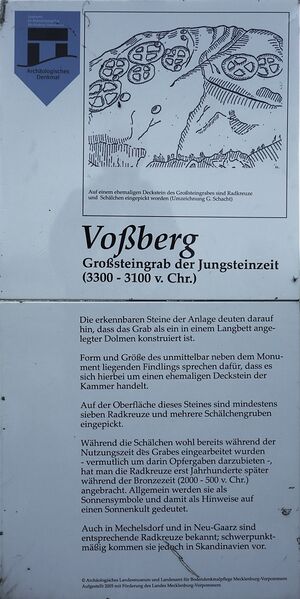 Archäologisches
Denkmal
Auf einem ehemaligen Deckstein des Großsteingrabes sind Radkreuze
und Schälchen eingepickt worden (Umzeichnung G. Schacht)
Voßberg
Großsteingrab der Jungsteinzeit
(3300 - 3100 v. Chr.)
Die erkennbaren Steine der Anlage deuten darauf
hin, dass das Grab als ein in einem Langbett ange-
legter Dolmen konstruiert ist.
Form und Größe des unmittelbar neben dem Monu-
ment liegenden Findlings sprechen dafür, dass es
sich hierbei um einen ehemaligen Deckstein der
Kammer handelt.
Auf der Oberfläche dieses Steines sind mindestens
sieben Radkreuze und mehrere Schälchengruben
eingepickt.
Während die Schälchen wohl bereits während der
Nutzungszeit des Grabes eingearbeitet wurden
- vermutlich um darin Opfergaben darzubieten -,
hat man die Radkreuze erst Jahrhunderte später
während der Bronzezeit (2000 - 500 v. Chr.)
angebracht. Allgemein werden sie als
Sonnensymbole und damit als Hinweise auf
einen Sonnenkult gedeutet.
Auch in Mechelsdorf und in Neu-Gaarz sind
entsprechende Radkreuze bekannt; schwerpunkt-
mäßig kommen sie jedoch in Skandinavien vor.
© Archäologisches Landesmuseum und Landesamt für Bodendenkmalpflege Mecklenburg-Vorpommern
Aufgestellt 2005 mit Förderung des Landes Mecklenburg-Vorpommern